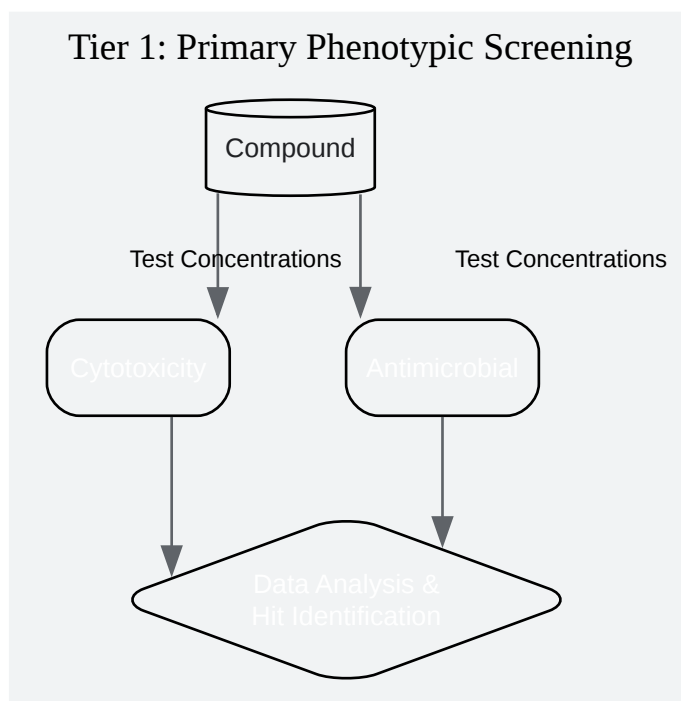 Tier 1: Primary Phenotypic Screening
Compound
Test Concentrations
Test Concentrations
Cytotoxicity
Antimicrobial
Data Analysis &
Hit Identification